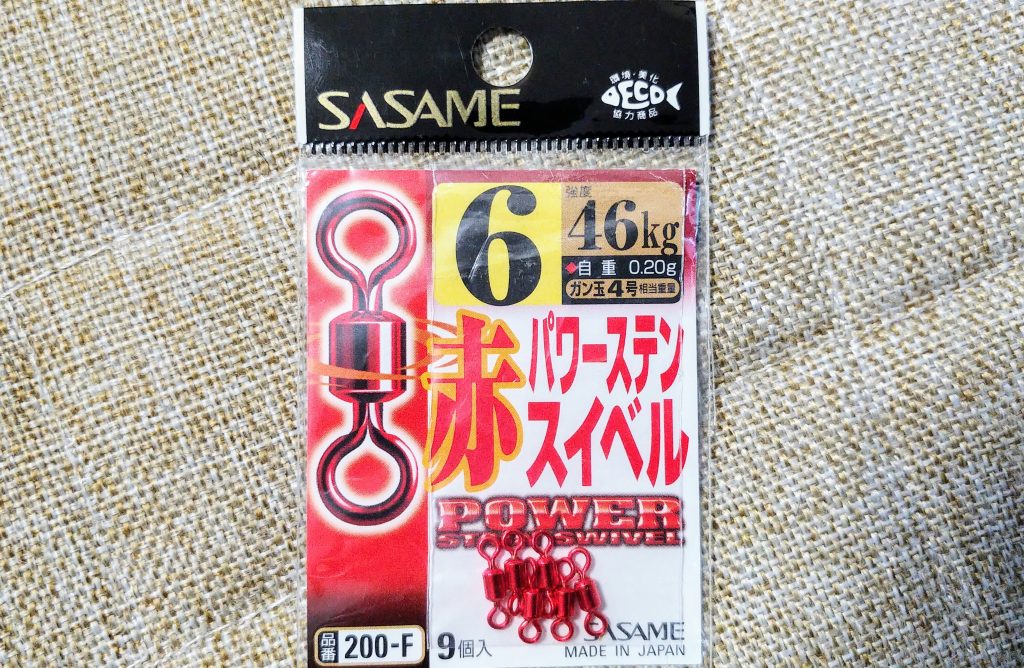 SASAME
環境・美化
DECO
協力商品
6
強度
46kg
◆自重 0.20g
ガン玉4号相当重量
赤
パワーステン
スイベル
POWER
SWIVEL
品番
200-F
9個入
SASAME
MADE IN JAPAN